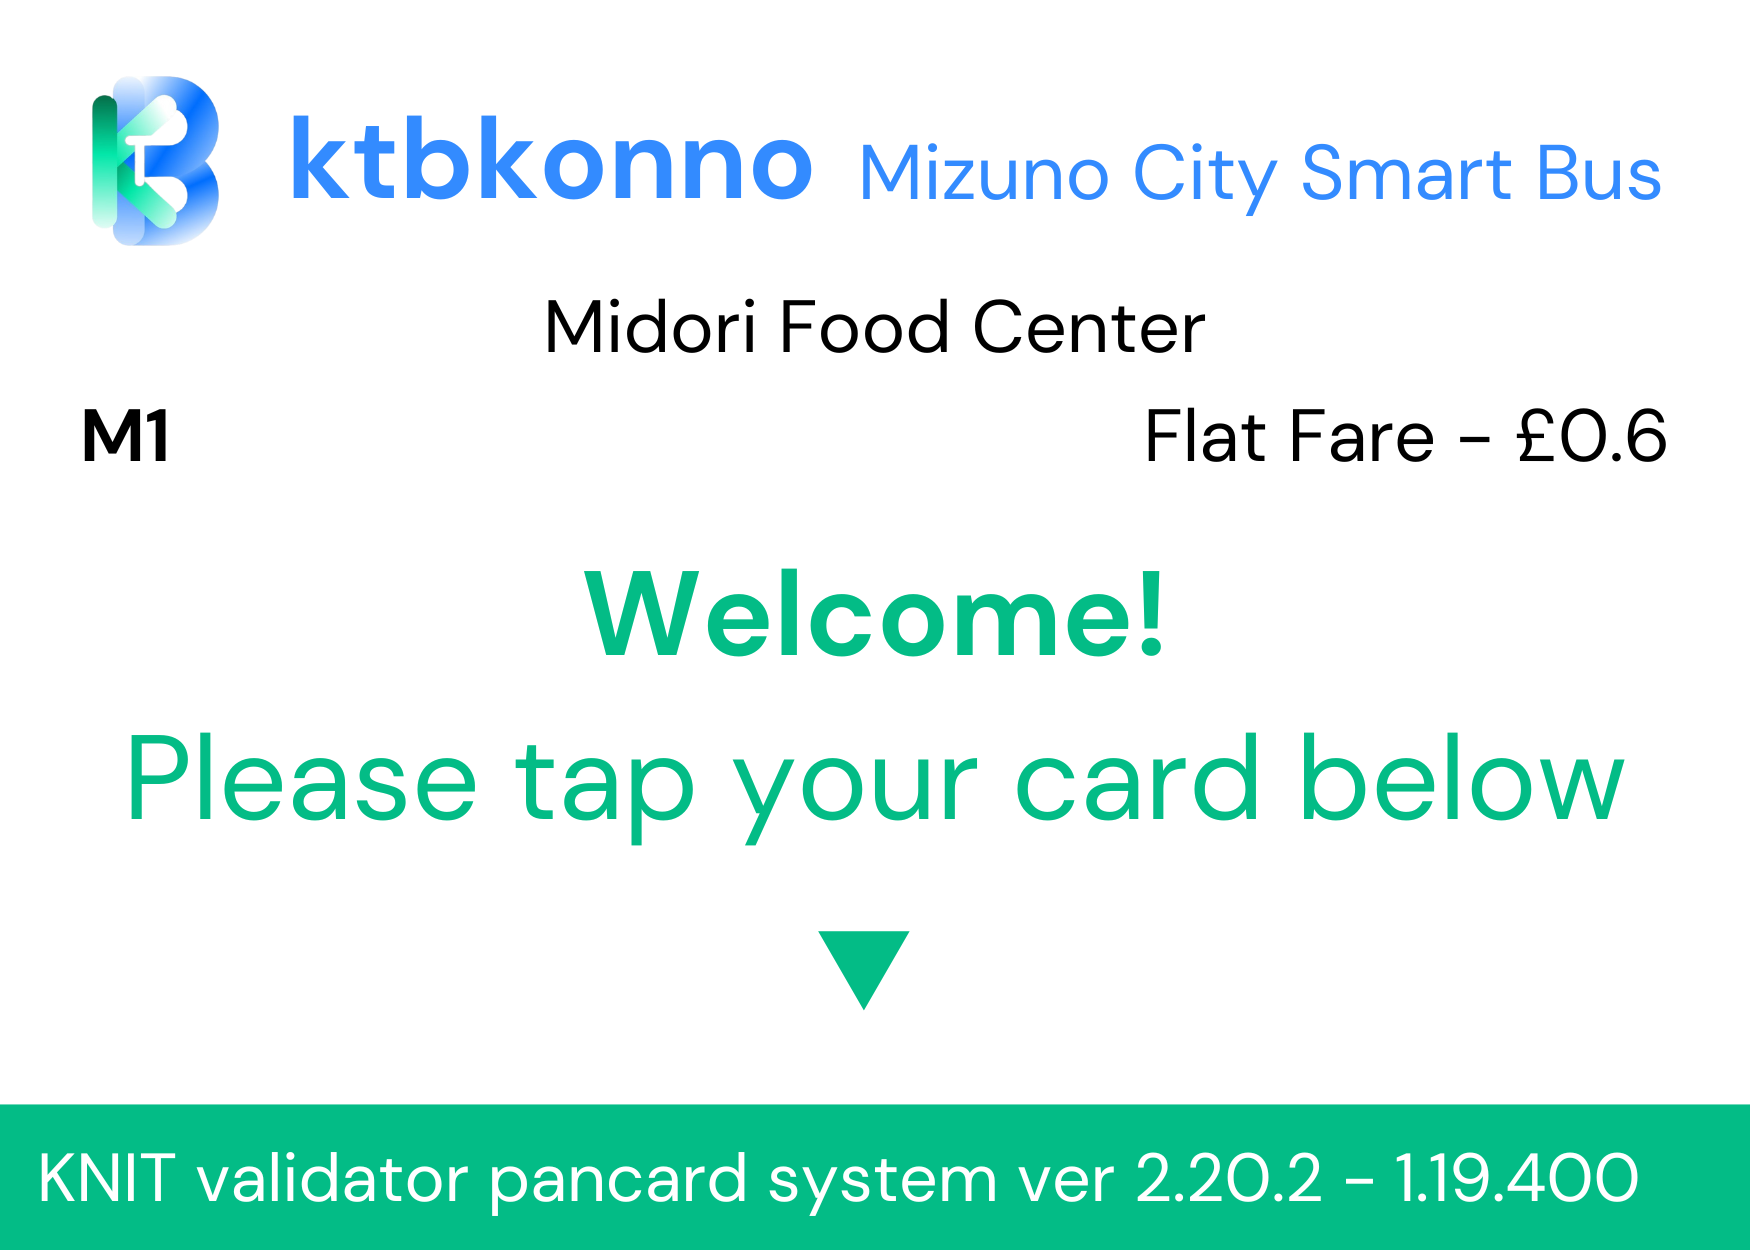 ktbkonno Mizuno City Smart Bus
Midori Food Center
M1 Flat Fare - £0.6
Welcome!
Please tap your card below
KNIT validator pancard system ver 2.20.2 - 1.19.400